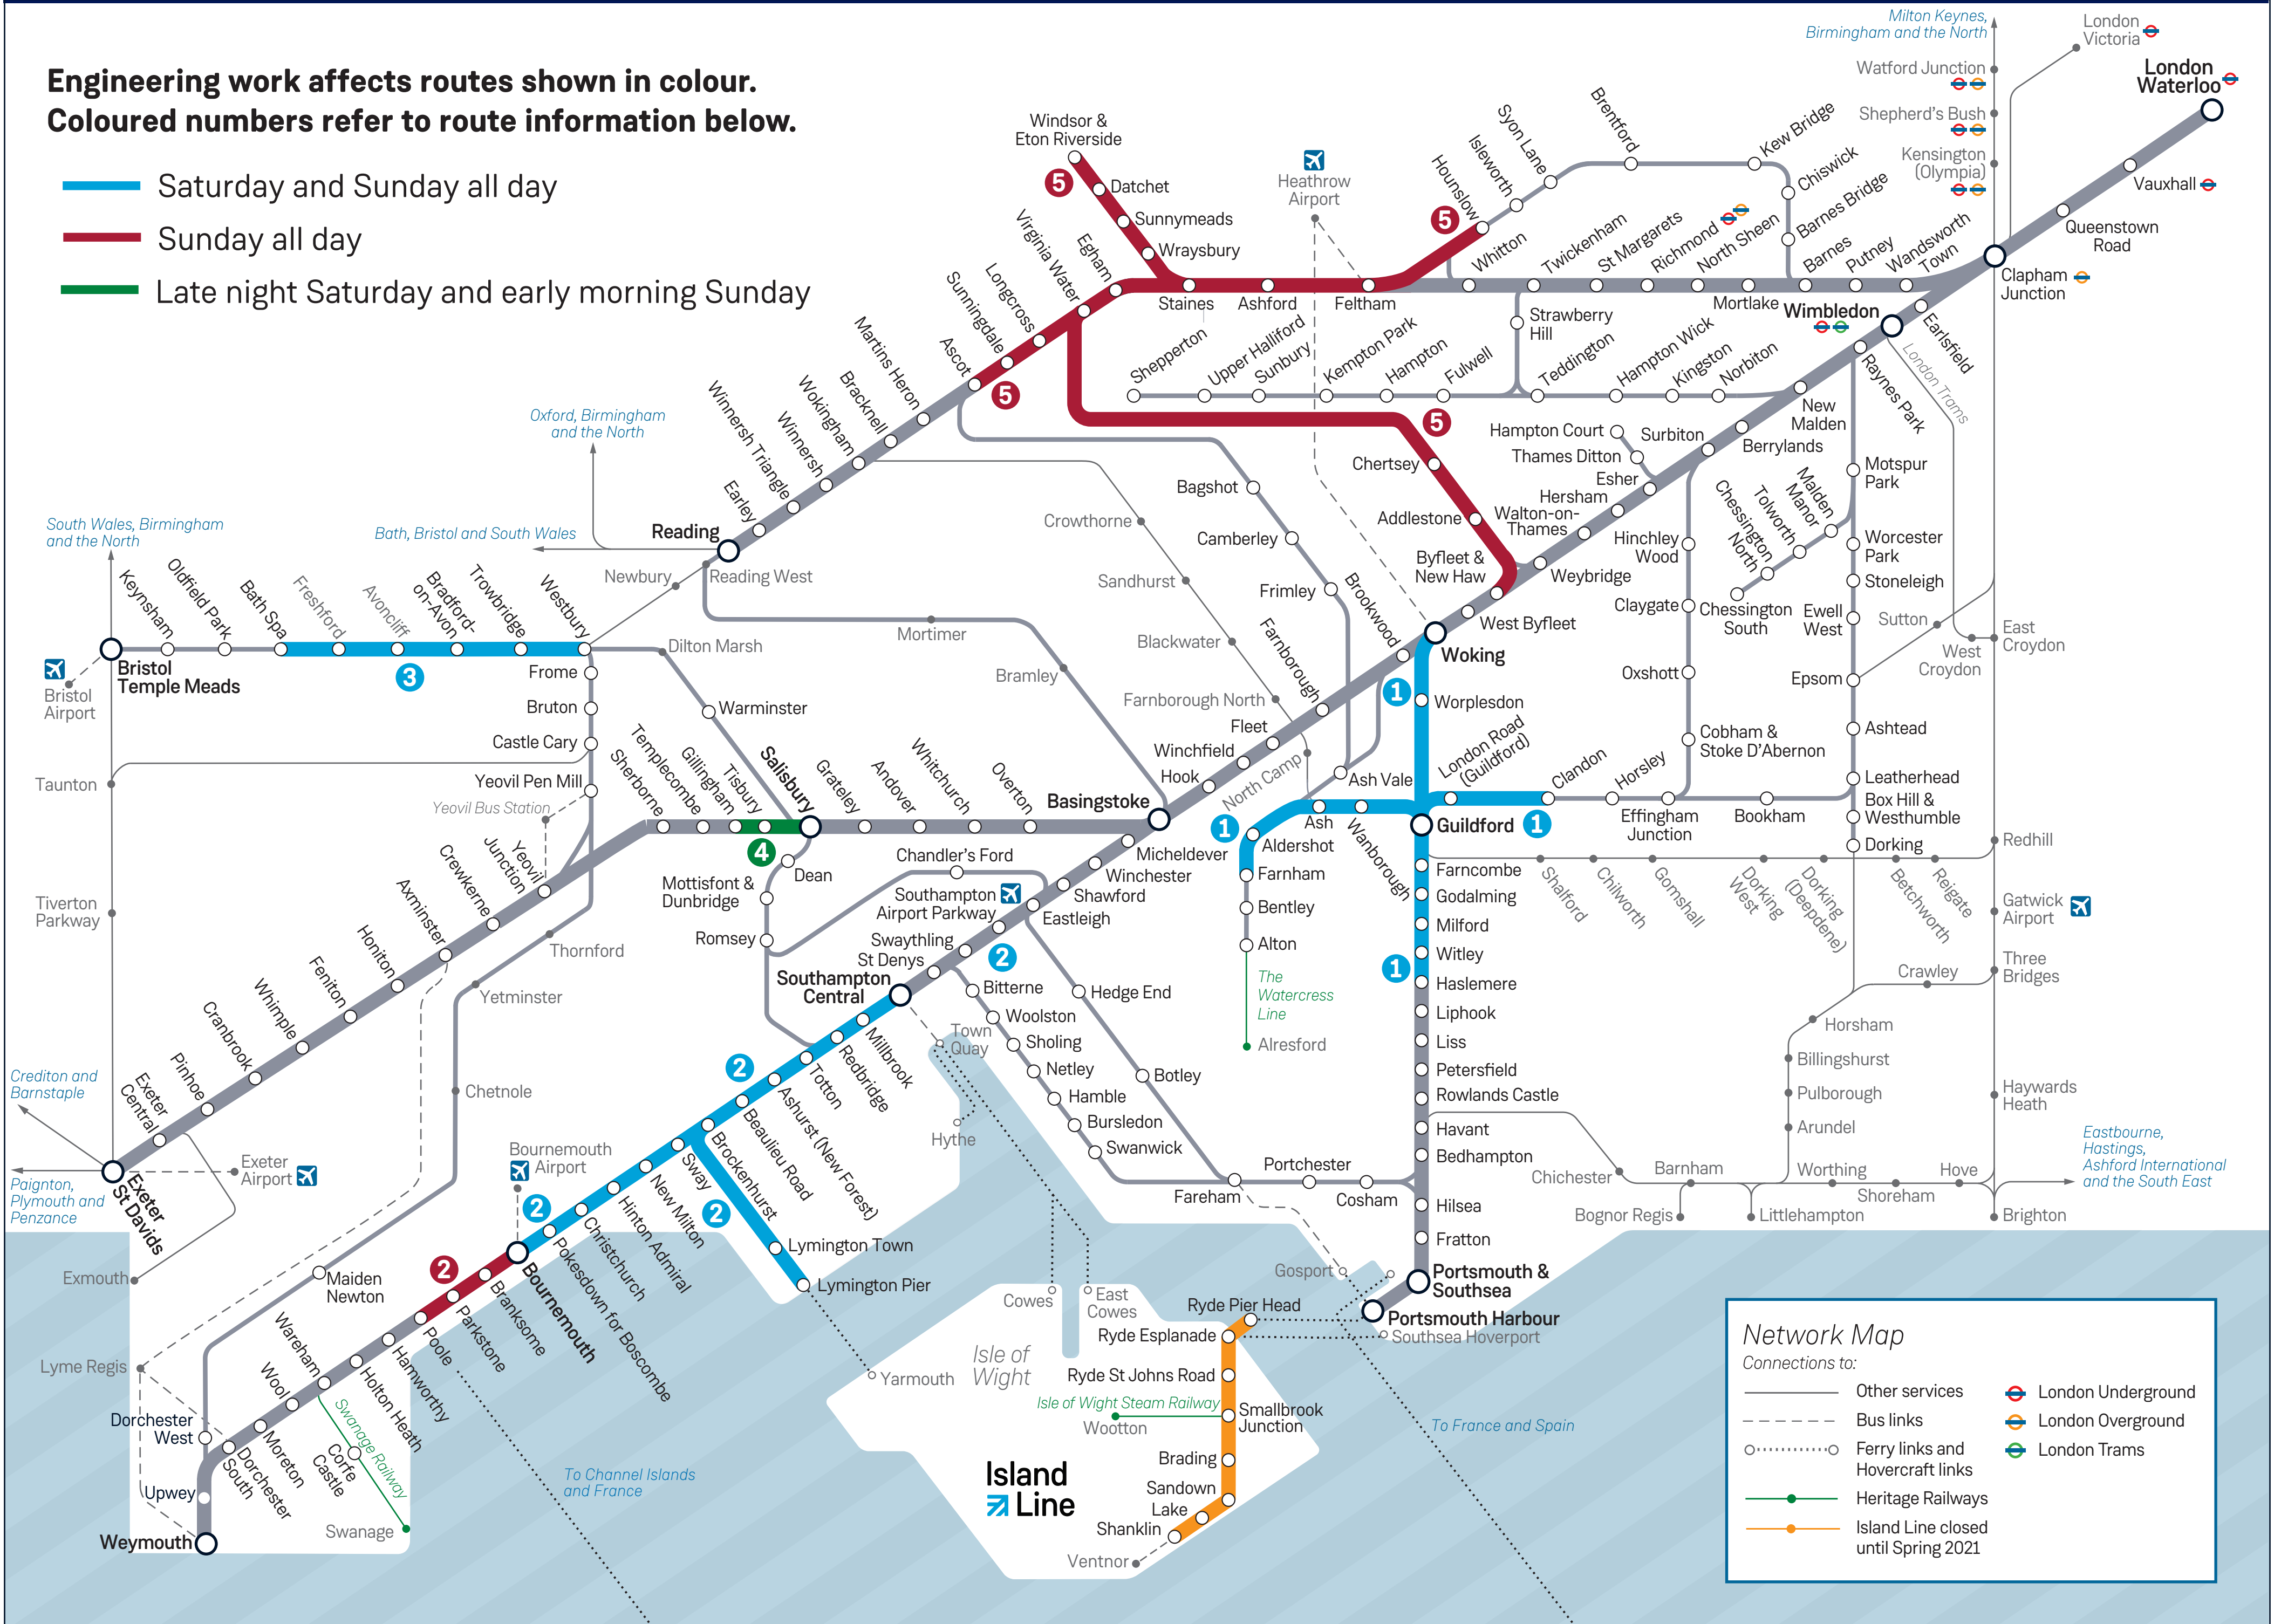 Engineering work affects routes shown in colour.
Coloured numbers refer to route information below.
Saturday and Sunday all day
Sunday all day
Late night Saturday and early morning Sunday
Milton Keynes,
Birmingham and the North
London
Victoria
Watford Junction
London
Waterloo
Shepherd's Bush
Kensington
(Olympia)
Vauxhall
Queenstown
Road
Clapham
Junction
Windsor &
Eton Riverside
5
Datchet
Sunnymeads
Wraysbury
Heathrow
Airport
5
Hounslow
Isleworth
Syon Lane
Brentford
Kew Bridge
Chiswick
Barnes Bridge
Virginia Water
Egham
Staines
Ashford
Feltham
Whitton
Twickenham
St Margarets
Richmond
North Sheen
Mortlake
Barnes
Putney
Wandsworth
Town
Wimbledon
Earlsfield
London Trams
Raynes Park
Strawberry
Hill
Shepperton
Upper Halliford
Sunbury
Kempton Park
Hampton
Fulwell
Teddington
Hampton Wick
Kingston
Norbiton
New
Malden
Berrylands
Surbiton
Longcross
Sunningdale
Ascot
5
Martins Heron
Bracknell
Wokingham
Winnersh
Winnersh Triangle
Earley
Reading
Oxford, Birmingham
and the North
Bath, Bristol and South Wales
South Wales, Birmingham
and the North
5
Chertsey
Addlestone
Byfleet &
New Haw
Hampton Court
Thames Ditton
Esher
Hersham
Walton-on-
Thames
Weybridge
West Byfleet
Hinchley
Wood
Claygate
Oxshott
Cobham &
Stoke D'Abernon
Chessington
North
Tolworth
Malden
Manor
Chessington
South
Motspur
Park
Worcester
Park
Stoneleigh
Ewell
West
Sutton
Epsom
West
Croydon
East
Croydon
Ashtead
Leatherhead
Box Hill &
Westhumble
Dorking
Bagshot
Camberley
Frimley
Crowthorne
Sandhurst
Blackwater
Farnborough North
North Camp
Brookwood
Farnborough
Fleet
Winchfield
Hook
Basingstoke
Newbury
Reading West
Mortimer
Bramley
Keynsham
Oldfield Park
Bath Spa
Freshford
Avoncliff
Bradford-
on-Avon
Trowbridge
Westbury
3
Bristol
Temple Meads
Bristol
Airport
Dilton Marsh
Warminster
Frome
Bruton
Castle Cary
Yeovil Pen Mill
Yeovil Bus Station
Taunton
Tiverton
Parkway
Sherborne
Templecombe
Gillingham
Tisbury
Salisbury
4
Grateley
Andover
Whitchurch
Overton
Woking
1
Worplesdon
London Road
(Guildford)
Clandon
Horsley
Effingham
Junction
Bookham
Guildford
1
Ash Vale
Ash
Wanborough
1
Aldershot
Farnham
Bentley
Alton
The
Watercress
Line
Alresford
Farncombe
Godalming
Milford
Witley
1
Haslemere
Liphook
Liss
Petersfield
Rowlands Castle
Havant
Bedhampton
Hilsea
Fratton
Portsmouth &
Southsea
Portsmouth Harbour
Southsea Hoverport
Gosport
Shalford
Chilworth
Gomshall
Dorking
West
Dorking
(Deepdene)
Betchworth
Reigate
Redhill
Gatwick
Airport
Three
Bridges
Crawley
Horsham
Billingshurst
Pulborough
Arundel
Haywards
Heath
Chichester
Barnham
Bognor Regis
Littlehampton
Worthing
Shoreham
Hove
Brighton
Eastbourne,
Hastings,
Ashford International
and the South East
Micheldever
Winchester
Shawford
Eastleigh
Chandler's Ford
Southampton
Airport Parkway
Swaythling
St Denys
2
Southampton
Central
Dean
Mottisfont &
Dunbridge
Romsey
Bitterne
Woolston
Sholing
Netley
Hamble
Bursledon
Swanwick
Hedge End
Botley
Fareham
Portchester
Cosham
Town
Quay
Hythe
Millbrook
Redbridge
Totton
2
Ashurst (New Forest)
Beaulieu Road
Brockenhurst
2
Lymington Town
Lymington Pier
Yarmouth
Sway
New Milton
Hinton Admiral
Christchurch
Pokesdown for Boscombe
2
Bournemouth
Bournemouth
Airport
2
Branksome
Parkstone
Poole
Hamworthy
Holton Heath
Wareham
Wool
Moreton
Dorchester
South
Dorchester
West
Upwey
Weymouth
Swanage Railway
Corfe
Castle
Swanage
Maiden
Newton
Chetnole
Yetminster
Thornford
Yeovil
Junction
Crewkerne
Axminster
Honiton
Feniton
Whimple
Cranbrook
Pinhoe
Exeter
Central
Exeter
St Davids
Exeter
Airport
Exmouth
Lyme Regis
Crediton and
Barnstaple
Paignton,
Plymouth and
Penzance
Cowes
East
Cowes
Isle of
Wight
Ryde Pier Head
Ryde Esplanade
Ryde St Johns Road
Isle of Wight Steam Railway
Wootton
Smallbrook
Junction
Brading
Sandown
Lake
Shanklin
Ventnor
Island
Line
To Channel Islands
and France
To France and Spain
Network Map
Connections to:
Other services
Bus links
Ferry links and
Hovercraft links
Heritage Railways
Island Line closed
until Spring 2021
London Underground
London Overground
London Trams